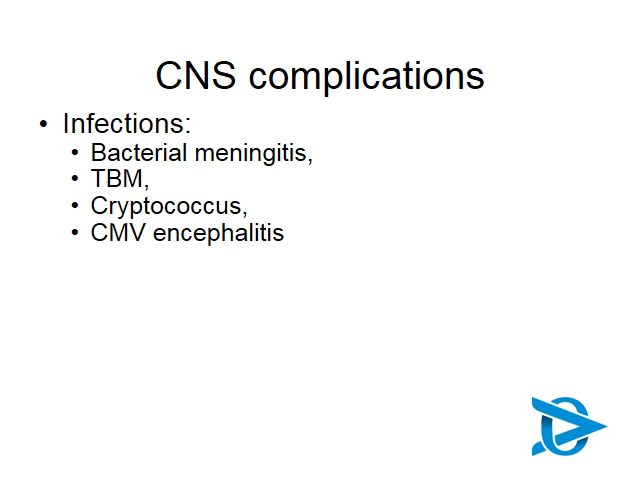 CNS complications
• Infections:
• Bacterial meningitis,
• TBM,
• Cryptococcus,
• CMV encephalitis